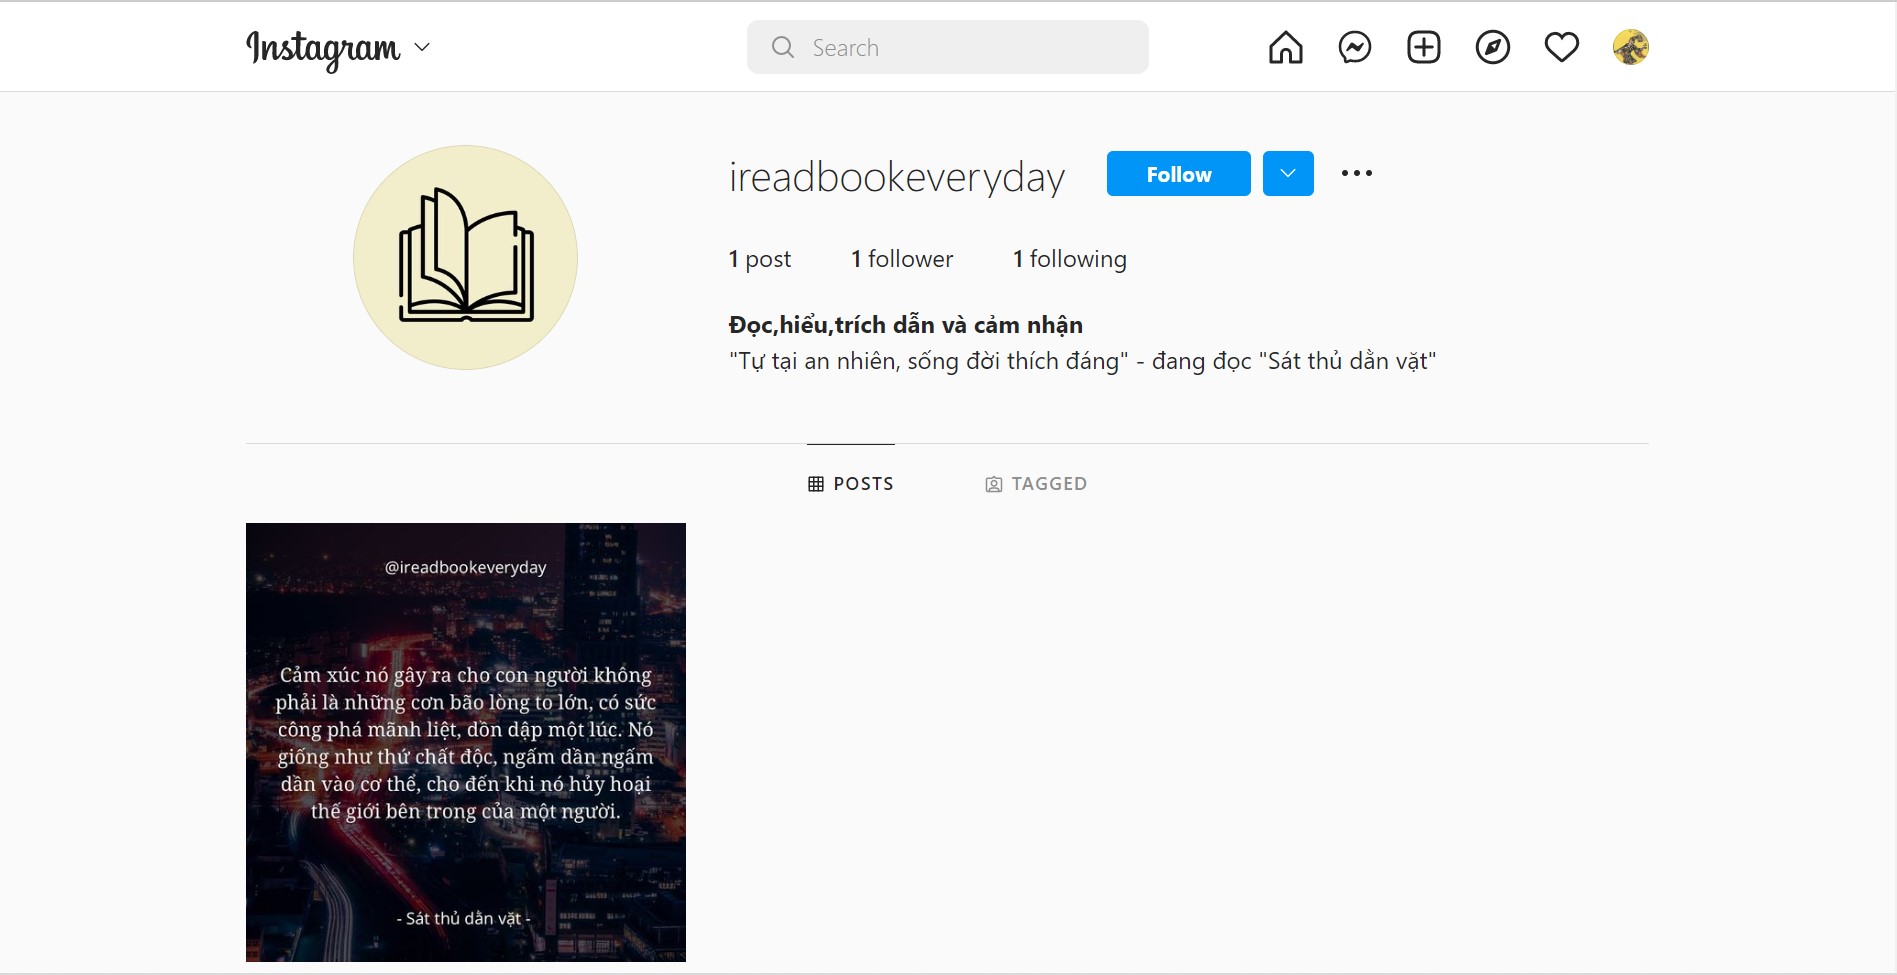 Instagram
Search
ireadbookeveryday
Follow
1 post 1 follower 1 following
Đọc,hiểu,trích dẫn và cảm nhận
"Tự tại an nhiên, sống đời thích đáng" - đang đọc "Sát thủ dằn vặt"
POSTS TAGGED
@ireadbookeveryday
Cảm xúc nó gây ra cho con người không
phải là những cơn bão lòng to lớn, có sức
công phá mãnh liệt, dồn dập một lúc. Nó
giống như thứ chất độc, ngấm dần ngấm
dần vào cơ thể, cho đến khi nó hủy hoại
thế giới bên trong của một người.
- Sát thủ dằn vặt -